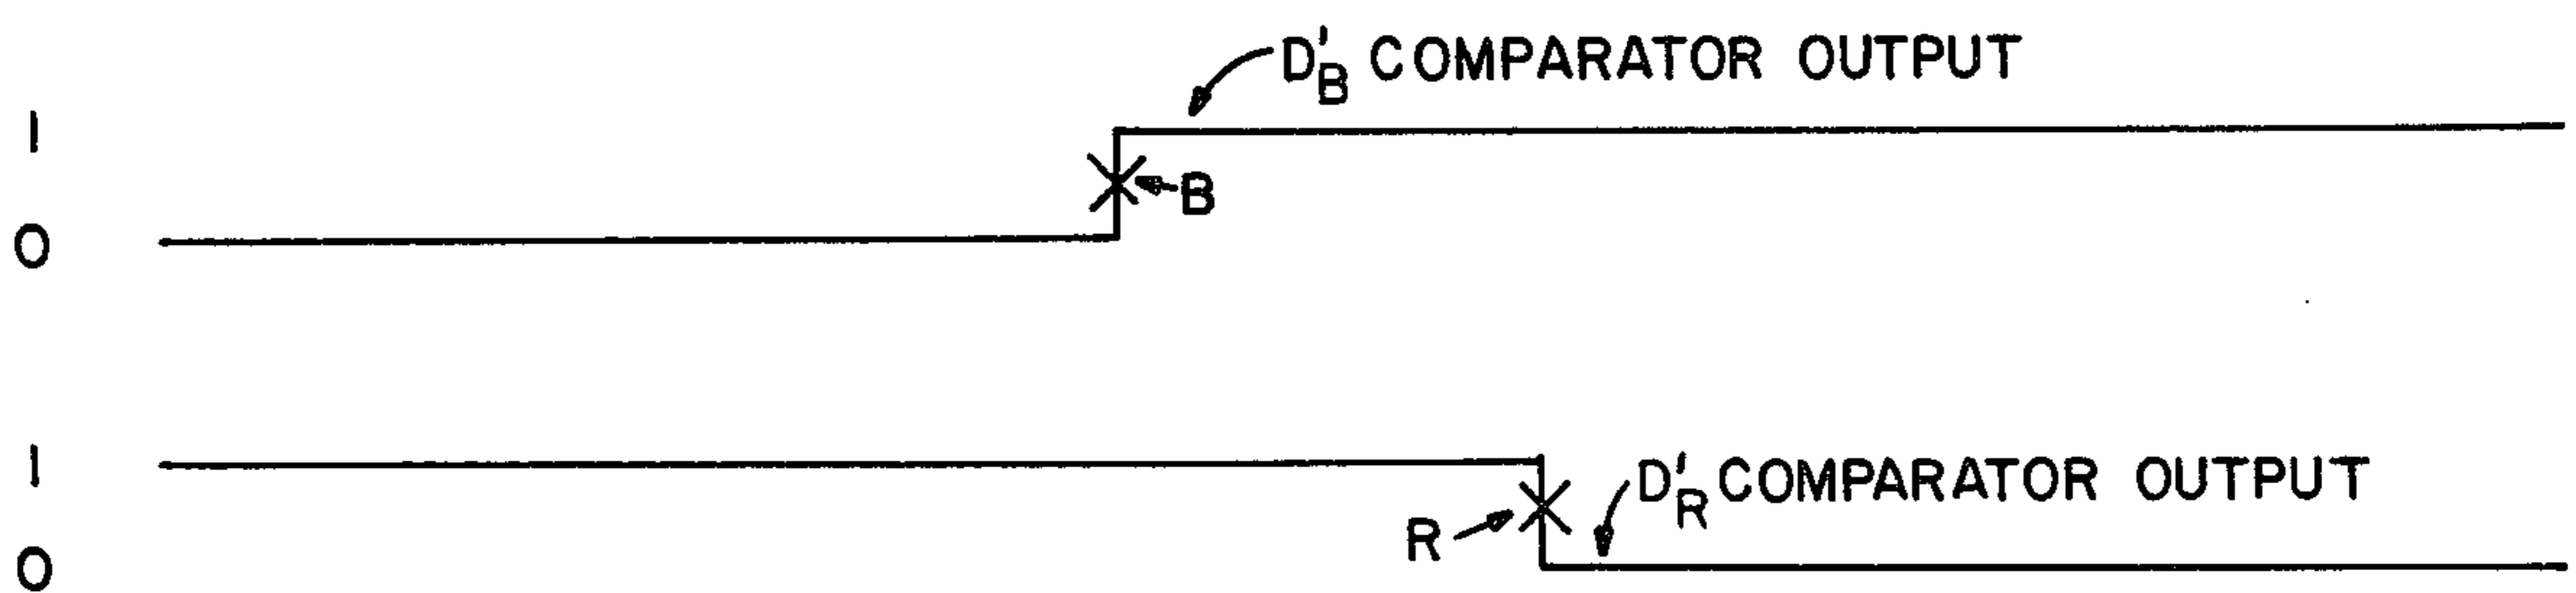 D'B COMPARATOR OUTPUT
1
B
0
1
D'R COMPARATOR OUTPUT
R
0